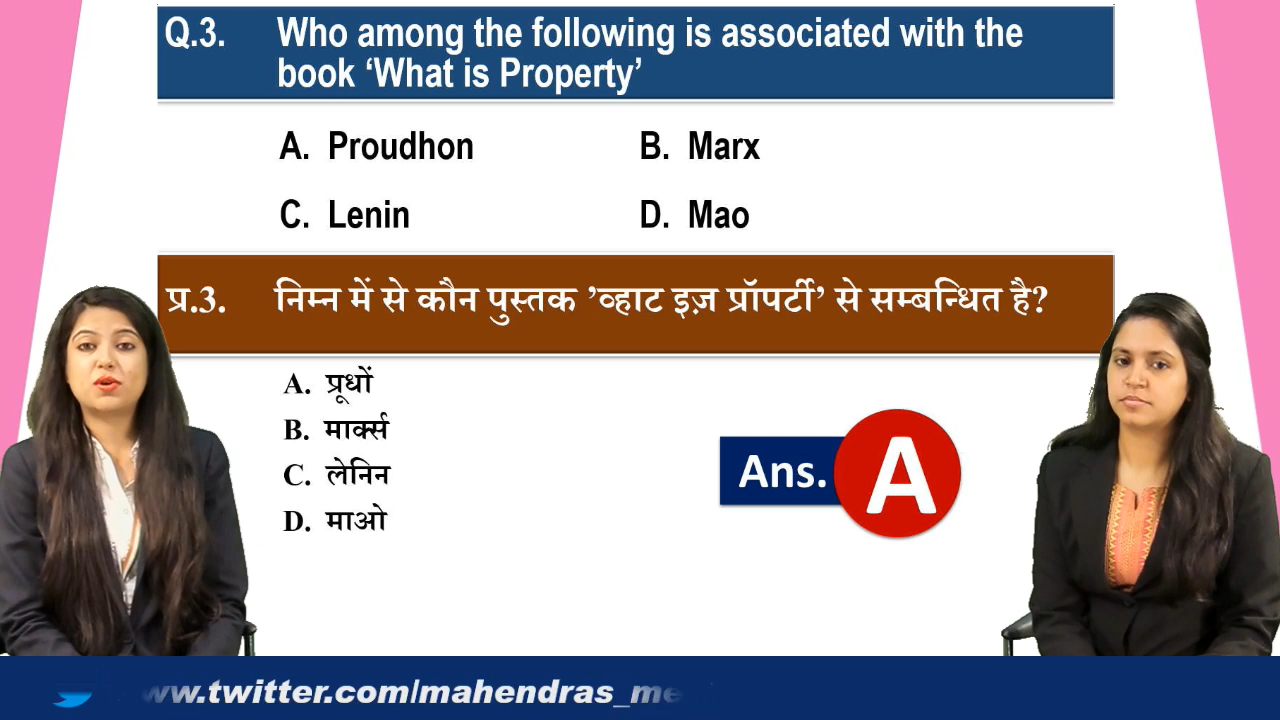 Q.3. Who among the following is associated with the
book ‘What is Property’
A. Proudhon B. Marx
C. Lenin D. Mao
प्र.3. निम्न में से कौन पुस्तक ’व्हाट इज़ प्रॉपर्टी’ से सम्बन्धित है?
A. प्रूधों
B. मार्क्स
C. लेनिन
D. माओ
Ans. A
ww.twitter.com/mahendras_me